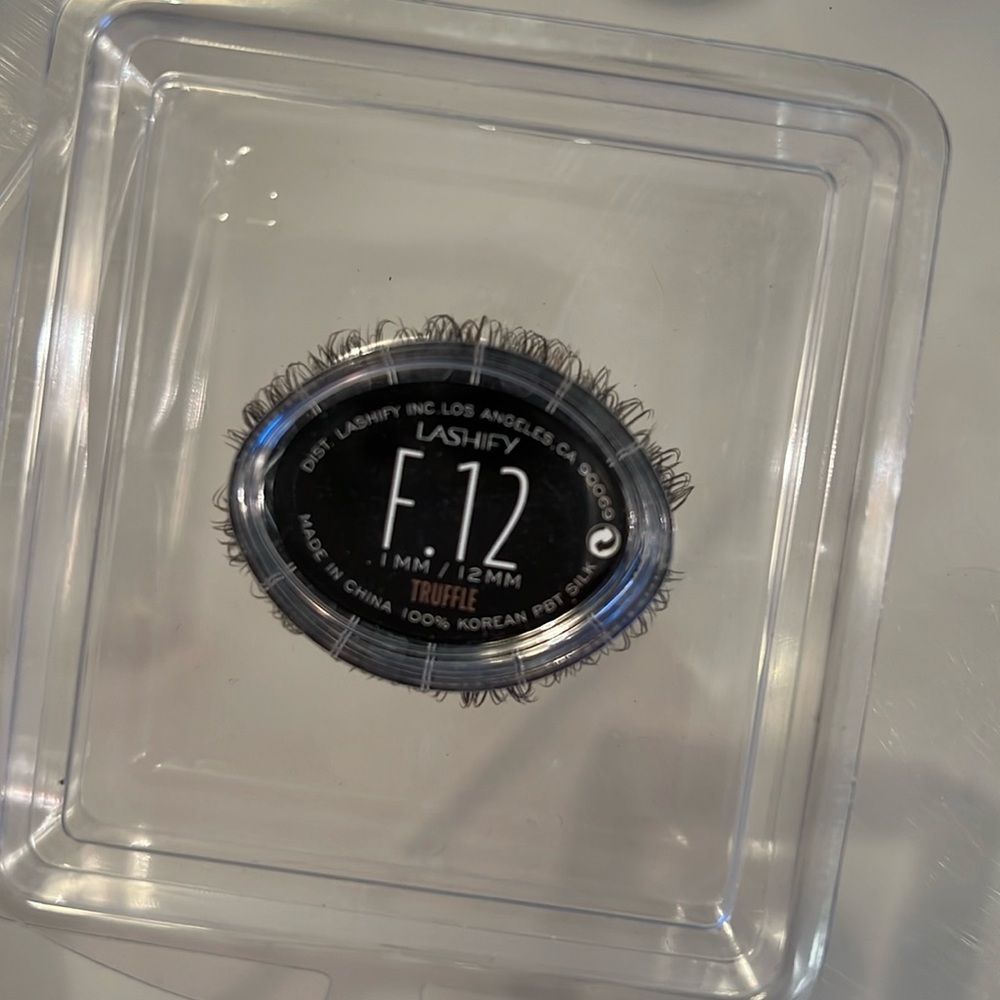 DIST. LASHIFY INC.LOS ANGELES,CA 90069
LASHIFY
F.12
1MM / 12MM
TRUFFLE
MADE IN CHINA 100% KOREAN PBT SILK